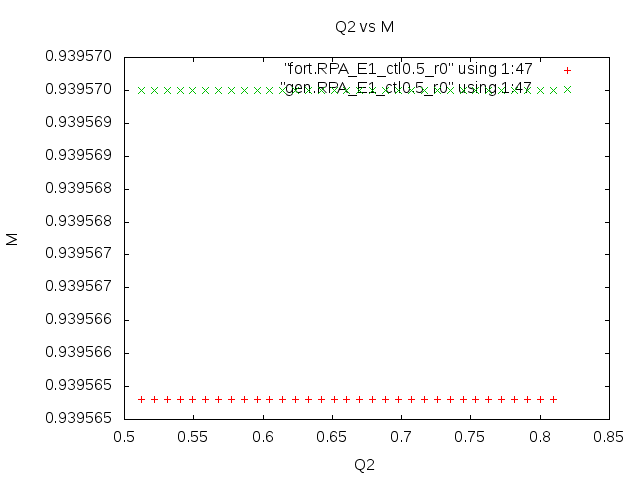 Q2 vs M
0.939570
"fort.RPA_E1_ctl0.5_r0" using 1:47
0.939570
"gen.RPA_E1_ctl0.5_r0" using 1:47
0.939569
0.939569
0.939568
0.939568
M
0.939567
0.939567
0.939566
0.939566
0.939565
0.939565
0.5 0.55 0.6 0.65 0.7 0.75 0.8 0.85
Q2